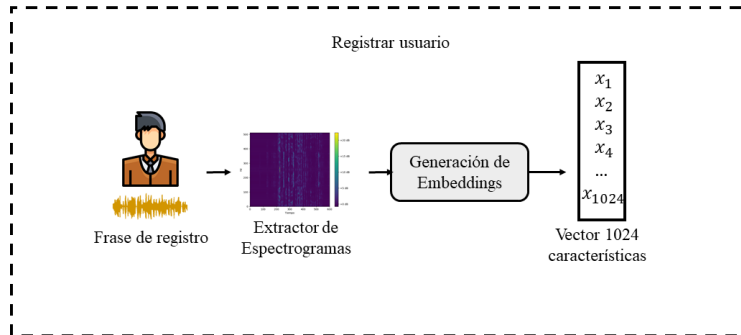 Registrar usuario
Frase de registro
Extractor de
Espectrogramas
Generación de
Embeddings
x₁
x₂
x₃
x₄
...
x₁₀₂₄
Vector 1024
características